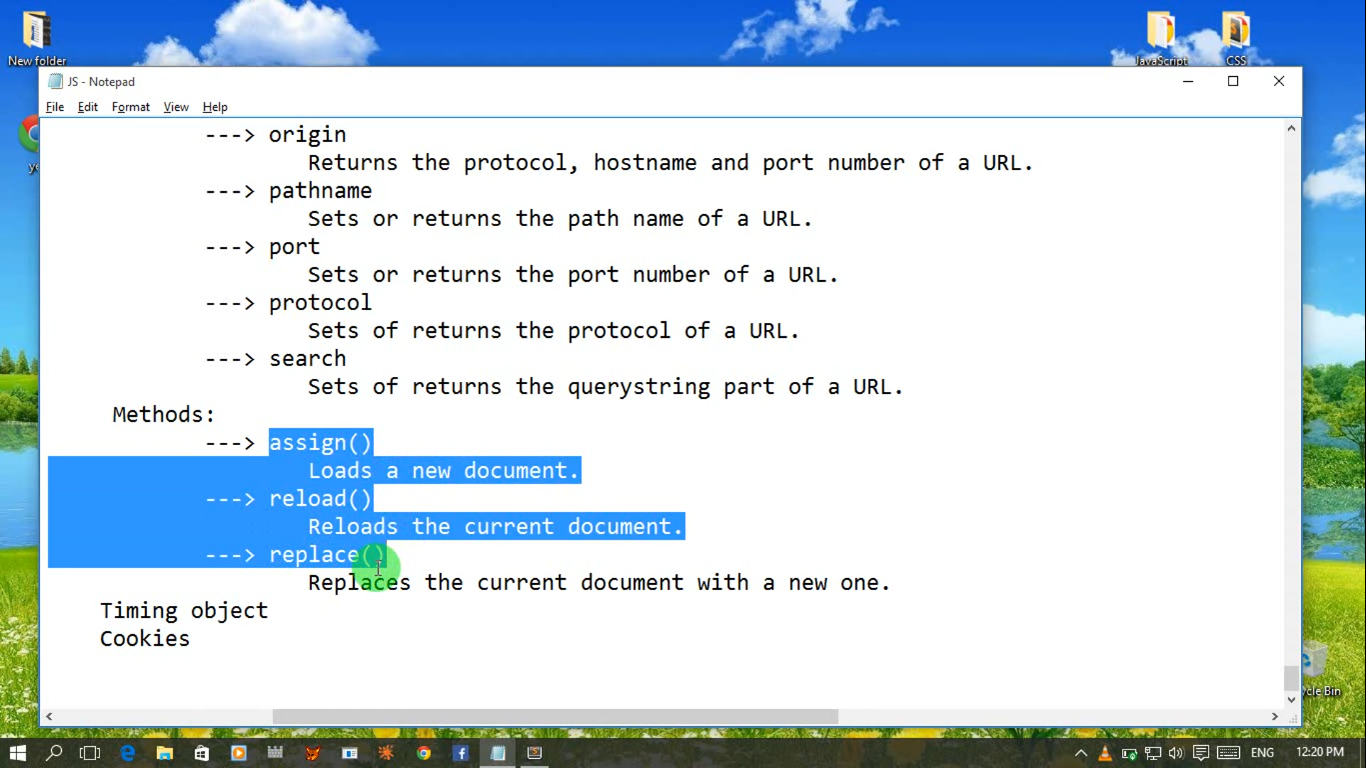 New folder
JavaScript
CSS
JS - Notepad
File Edit Format View Help
---> origin
Returns the protocol, hostname and port number of a URL.
---> pathname
Sets or returns the path name of a URL.
---> port
Sets or returns the port number of a URL.
---> protocol
Sets of returns the protocol of a URL.
---> search
Sets of returns the querystring part of a URL.
Methods:
---> assign()
Loads a new document.
---> reload()
Reloads the current document.
---> replace()
Replaces the current document with a new one.
Timing object
Cookies
ycle Bin
ENG
12:20 PM